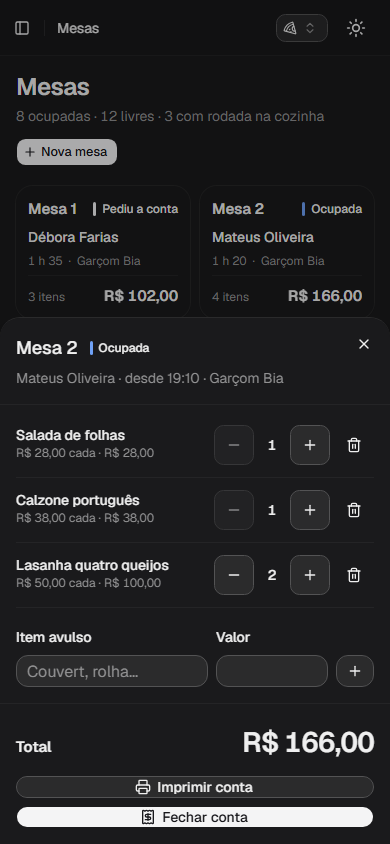 Mesas
Mesas
8 ocupadas · 12 livres · 3 com rodada na cozinha
+ Nova mesa
Mesa 1 Pediu a conta
Débora Farias
1 h 35 · Garçom Bia
3 itens R$ 102,00
Mesa 2 Ocupada
Mateus Oliveira
1 h 20 · Garçom Bia
4 itens R$ 166,00
Mesa 2 Ocupada
Mateus Oliveira · desde 19:10 · Garçom Bia
Salada de folhas
R$ 28,00 cada · R$ 28,00
1
Calzone português
R$ 38,00 cada · R$ 38,00
1
Lasanha quatro queijos
R$ 50,00 cada · R$ 100,00
2
Item avulso Valor
Couvert, rolha...
Total R$ 166,00
Imprimir conta
Fechar conta